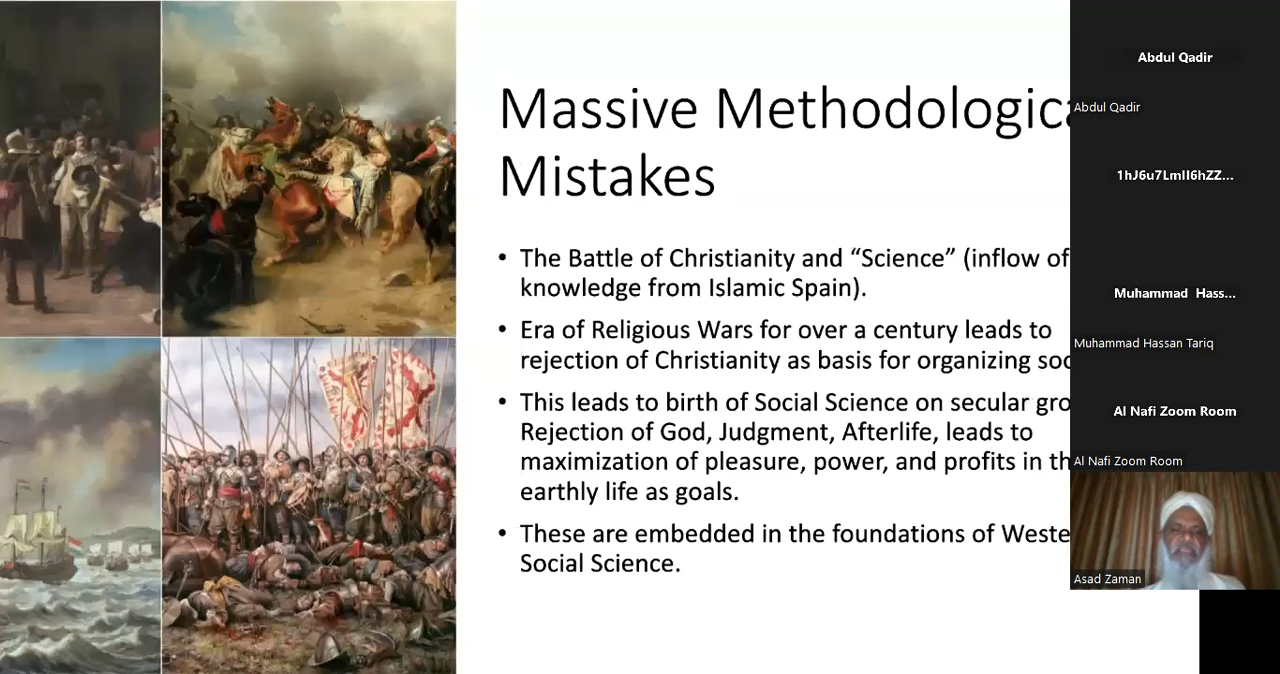 Massive Methodologica
Mistakes
• The Battle of Christianity and “Science” (inflow of
knowledge from Islamic Spain).
• Era of Religious Wars for over a century leads to
rejection of Christianity as basis for organizing soc
• This leads to birth of Social Science on secular gro
Rejection of God, Judgment, Afterlife, leads to
maximization of pleasure, power, and profits in th
earthly life as goals.
• These are embedded in the foundations of Weste
Social Science.
Abdul Qadir
Abdul Qadir
Muhammad Hass...
Muhammad Hassan Tariq
Al Nafi Zoom Room
Al Nafi Zoom Room
Asad Zaman